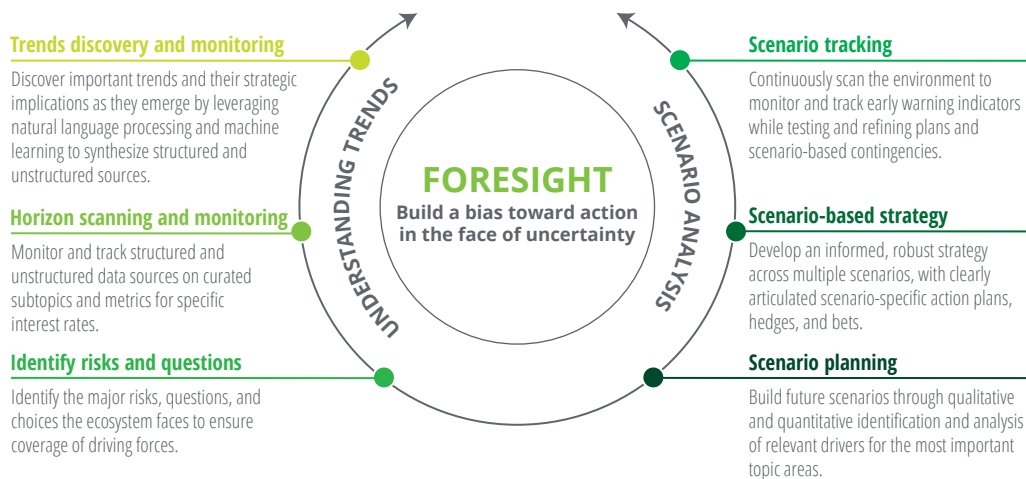 Trends discovery and monitoring
Discover important trends and their strategic
implications as they emerge by leveraging
natural language processing and machine
learning to synthesize structured and
unstructured sources.
Horizon scanning and monitoring
Monitor and track structured and
unstructured data sources on curated
subtopics and metrics for specific
interest rates.
Identify risks and questions
Identify the major risks, questions, and
choices the ecosystem faces to ensure
coverage of driving forces.
UNDERSTANDING TRENDS
FORESIGHT
Build a bias toward action
in the face of uncertainty
SCENARIO ANALYSIS
Scenario tracking
Continuously scan the environment to
monitor and track early warning indicators
while testing and refining plans and
scenario-based contingencies.
Scenario-based strategy
Develop an informed, robust strategy
across multiple scenarios, with clearly
articulated scenario-specific action plans,
hedges, and bets.
Scenario planning
Build future scenarios through qualitative
and quantitative identification and analysis
of relevant drivers for the most important
topic areas.